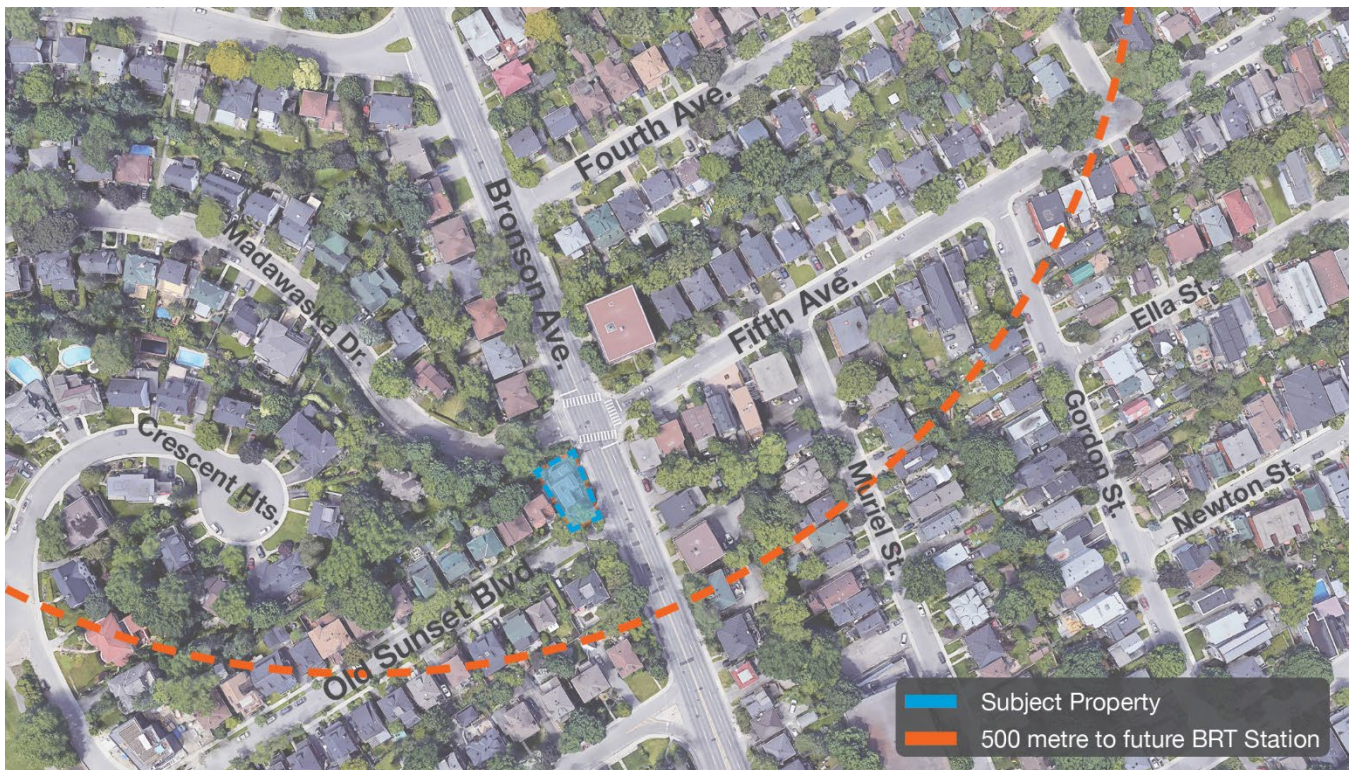 Fourth Ave.
Bronson Ave.
Madawaska Dr.
Fifth Ave.
Ella St.
Crescent Hts.
Gordon St.
Muriel St.
Newton St.
Old Sunset Blvd
Subject Property
500 metre to future BRT Station